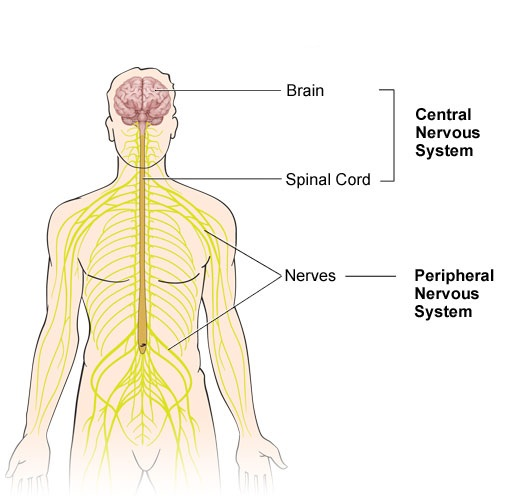 Brain
Central
Nervous
System
Spinal Cord
Nerves
Peripheral
Nervous
System